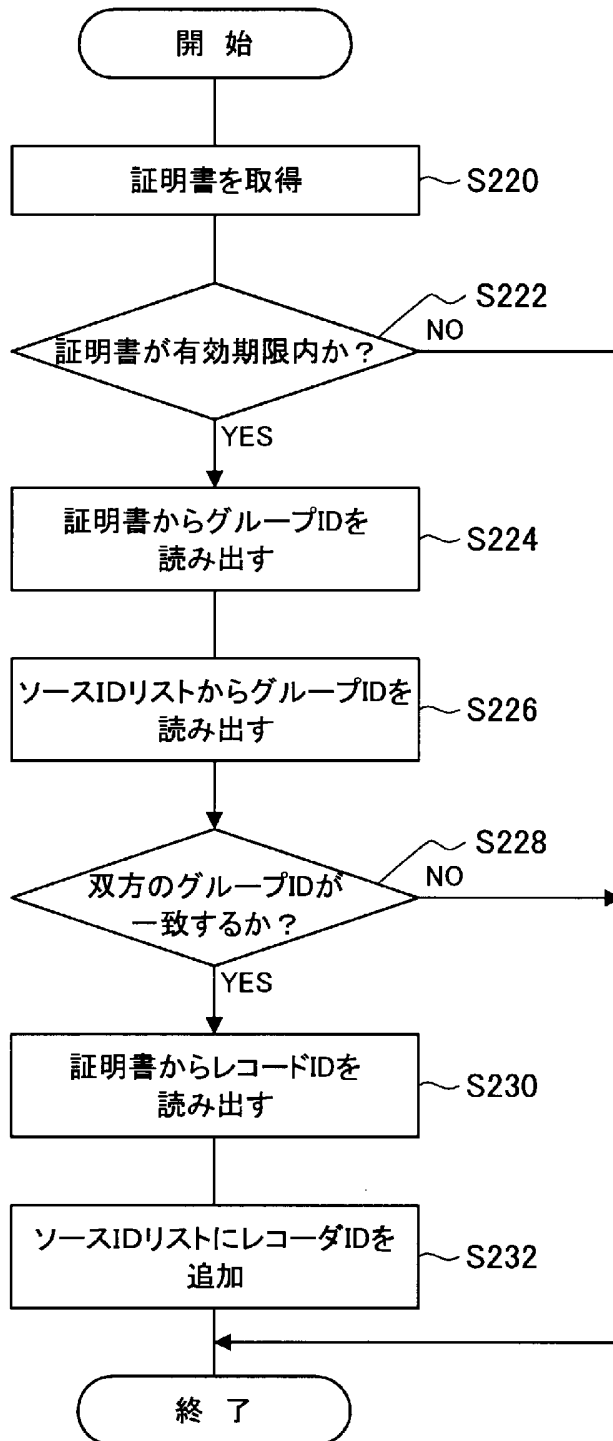 開 始
証明書を取得
S220
S222
証明書が有効期限内か？
NO
YES
証明書からグループIDを
読み出す
S224
ソースIDリストからグループIDを
読み出す
S226
S228
双方のグループIDが
一致するか？
NO
YES
証明書からレコードIDを
読み出す
S230
ソースIDリストにレコーダIDを
追加
S232
終 了